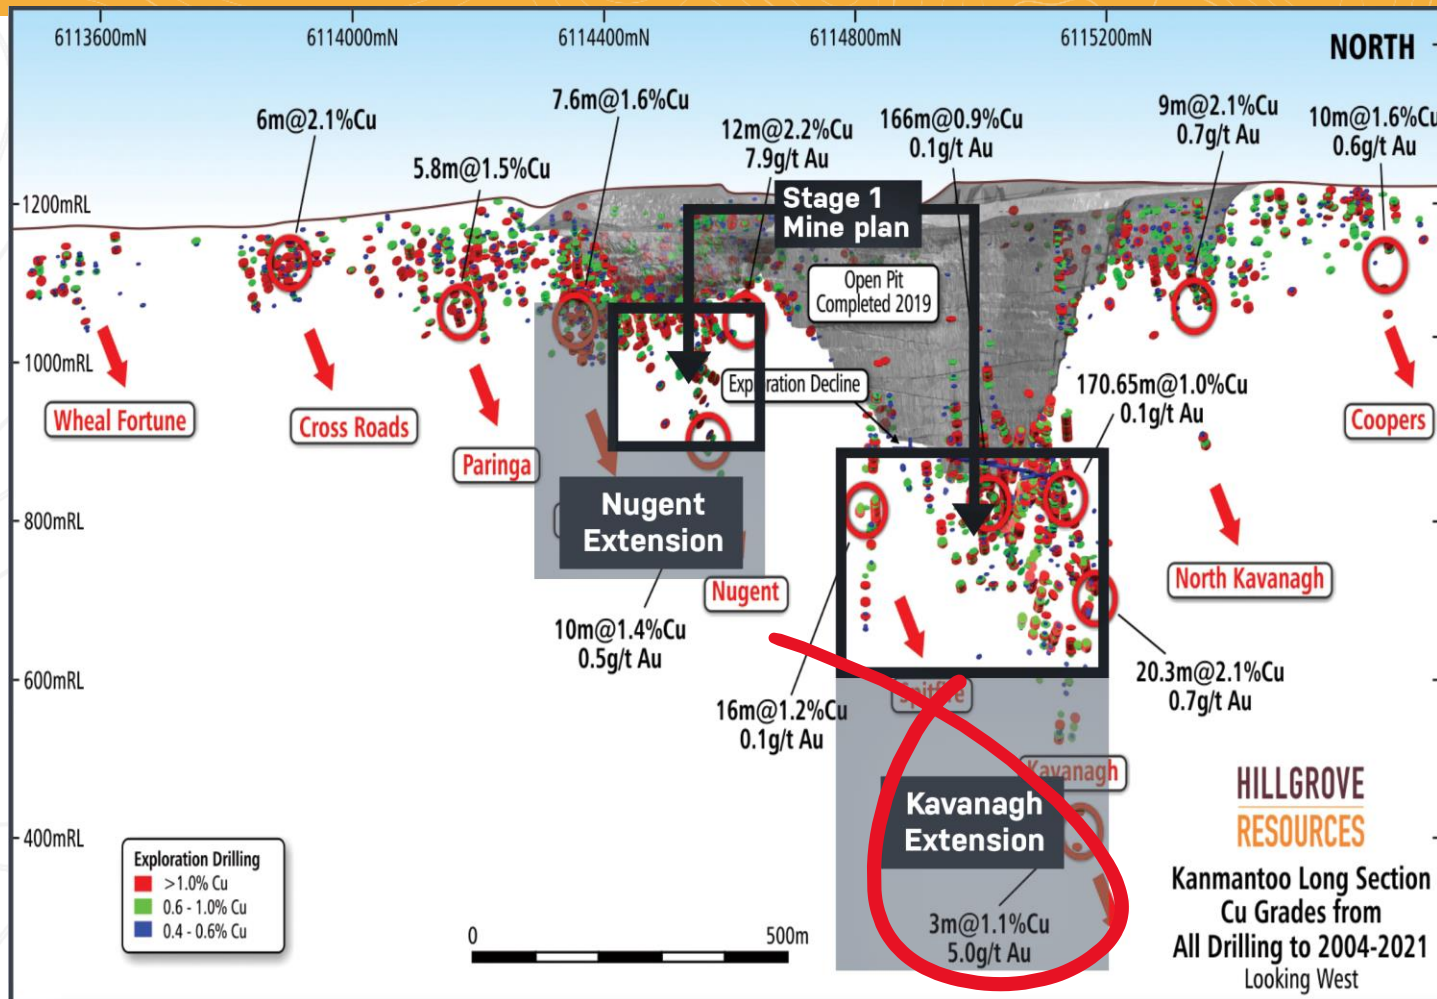 6113600mN
6114000mN
6114400mN
6114800mN
6115200mN
NORTH
6m@2.1%Cu
5.8m@1.5%Cu
7.6m@1.6%Cu
12m@2.2%Cu
7.9g/t Au
166m@0.9%Cu
0.1g/t Au
9m@2.1%Cu
0.7g/t Au
10m@1.6%Cu
0.6g/t Au
1200mRL
1000mRL
800mRL
600mRL
400mRL
Stage 1
Mine plan
Open Pit
Completed 2019
Exploration Decline
170.65m@1.0%Cu
0.1g/t Au
Wheal Fortune
Cross Roads
Paringa
Coopers
Nugent
Extension
Nugent
North Kavanagh
10m@1.4%Cu
0.5g/t Au
16m@1.2%Cu
0.1g/t Au
20.3m@2.1%Cu
0.7g/t Au
Spitfire
Kavanagh
Kavanagh
Extension
3m@1.1%Cu
5.0g/t Au
Exploration Drilling
>1.0% Cu
0.6 - 1.0% Cu
0.4 - 0.6% Cu
0
500m
HILLGROVE
RESOURCES
Kanmantoo Long Section
Cu Grades from
All Drilling to 2004-2021
Looking West